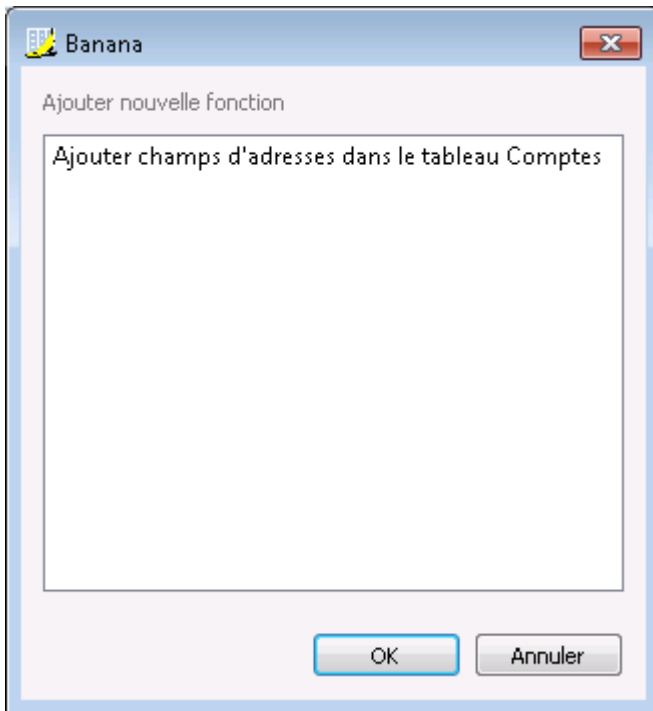 Banana
Ajouter nouvelle fonction
Ajouter champs d'adresses dans le tableau Comptes
OK
Annuler